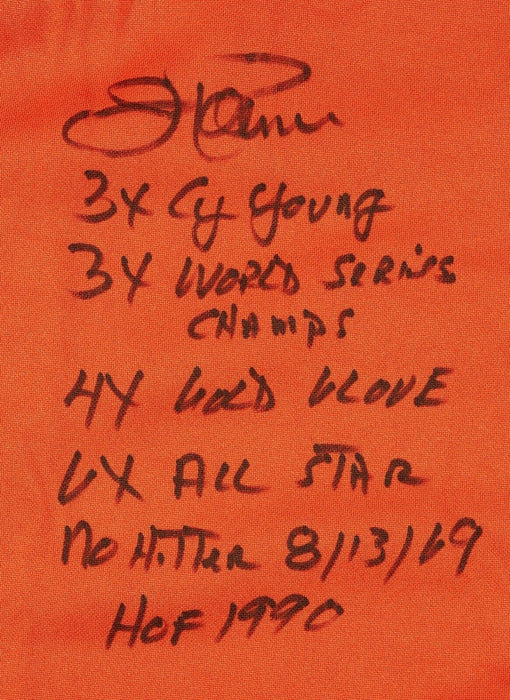 J Palmer
3X Cy Young
3X WORLD SERIES
CHAMPS
4X GOLD GLOVE
6X ALL STAR
NO HITTER 8/13/69
HOF 1990